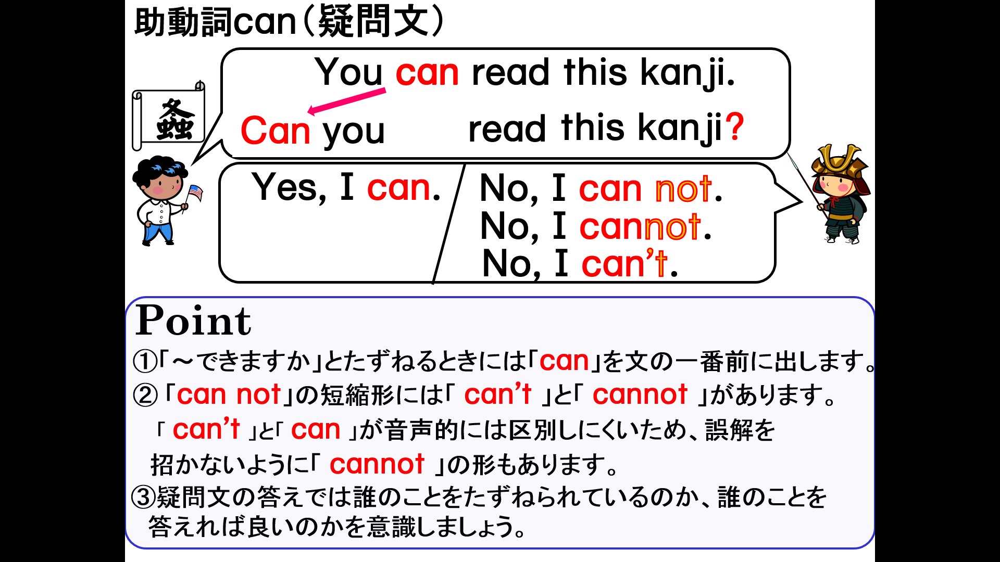 助動詞can(疑問文)
You can read this kanji.
Can you read this kanji?
Yes, I can.
No, I can not.
No, I cannot.
No, I can't.
Point
①「～できますか」とたずねるときには「can」を文の一番前に出します。
②「can not」の短縮形には「 can't 」と「 cannot 」があります。
「 can't 」と「 can 」が音声的には区別しにくいため、誤解を
招かないように「 cannot 」の形もあります。
③疑問文の答えでは誰のことをたずねられているのか、誰のことを
答えれば良いのかを意識しましょう。